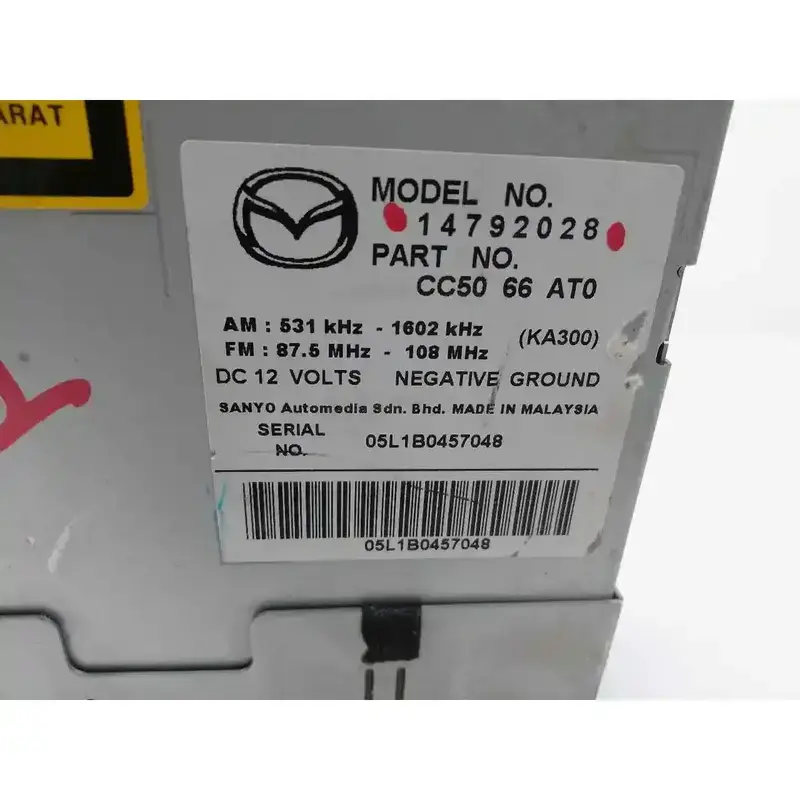 ARAT
MODEL NO.
14792028
PART NO.
CC50 66 AT0
AM : 531 kHz - 1602 kHz
(KA300)
FM : 87.5 MHz - 108 MHz
DC 12 VOLTS NEGATIVE GROUND
SANYO Automedia Sdn. Bhd. MADE IN MALAYSIA
SERIAL
NO.
05L1B0457048
05L1B0457048